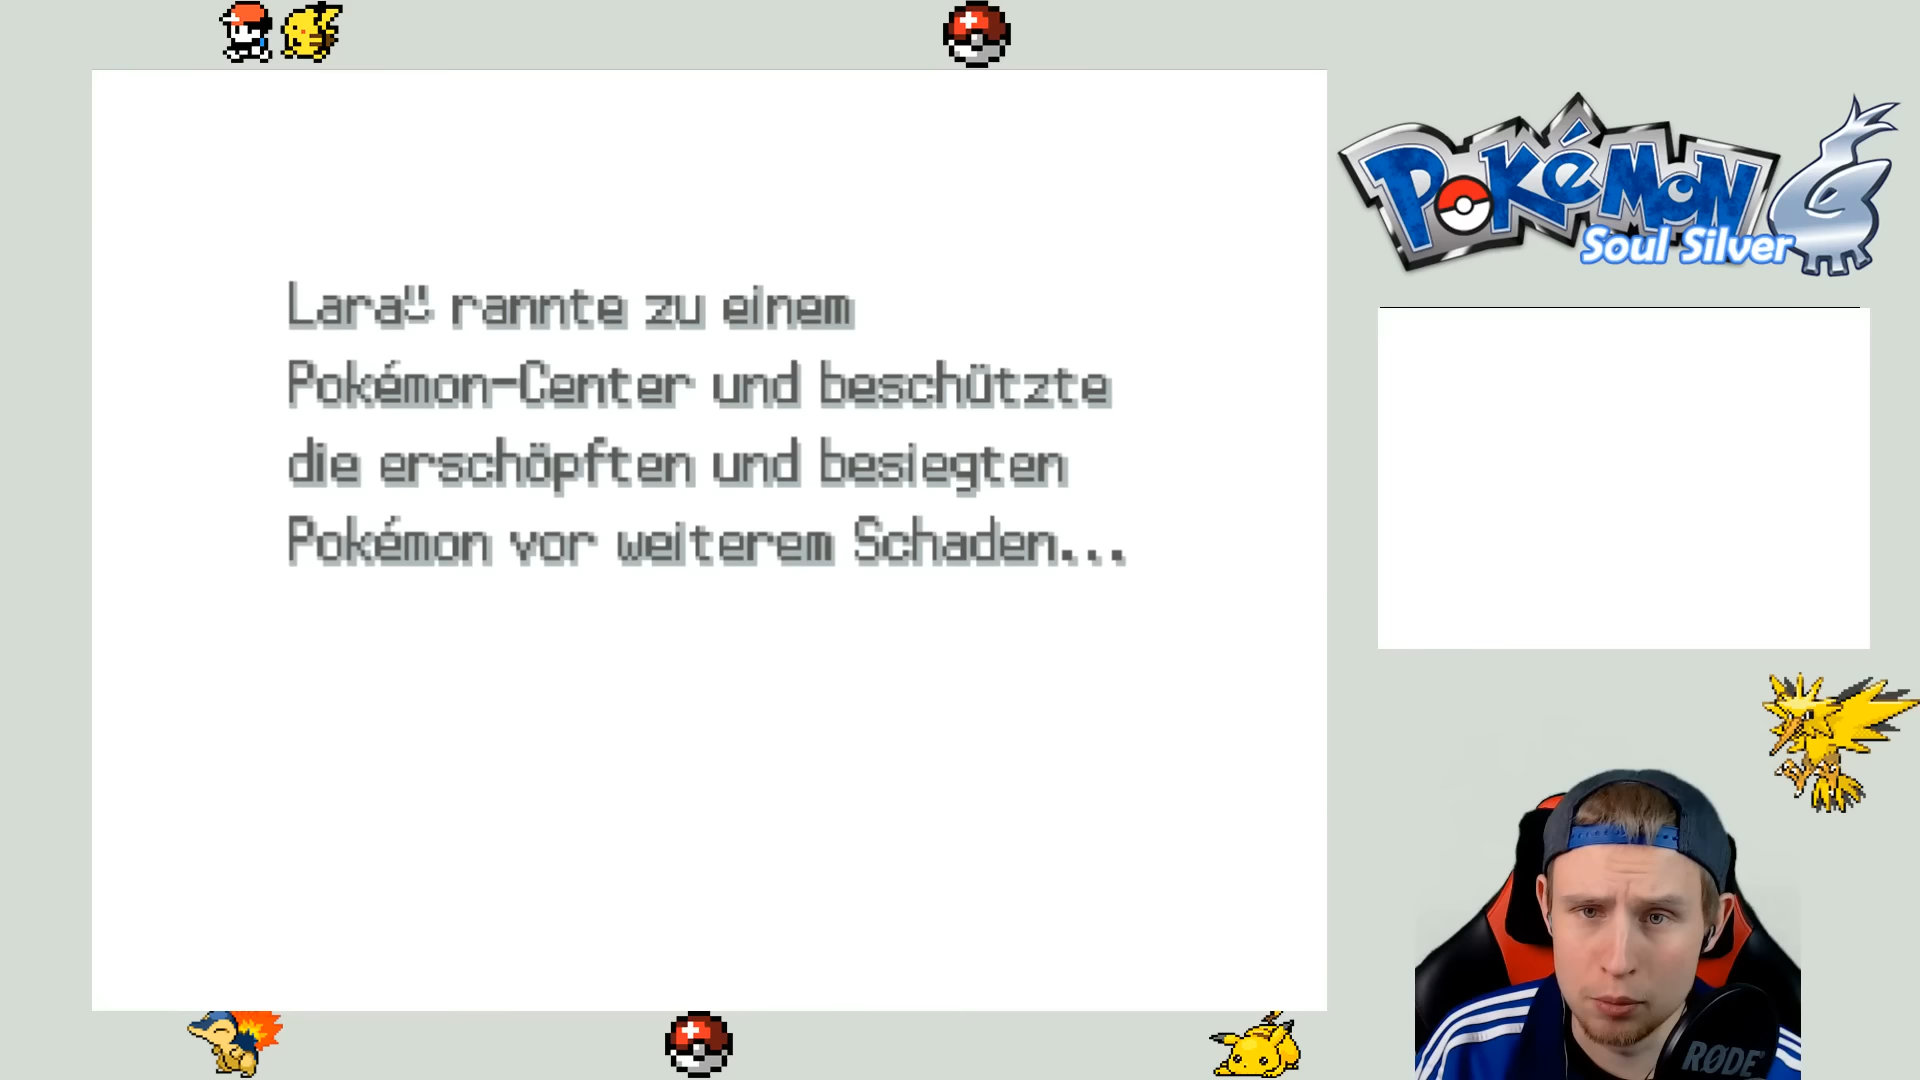 POKéMON
Soul Silver
Lara rannte zu einem
Pokémon-Center und beschützte
die erschöpften und besiegten
Pokémon vor weiterem Schaden...
RØDE